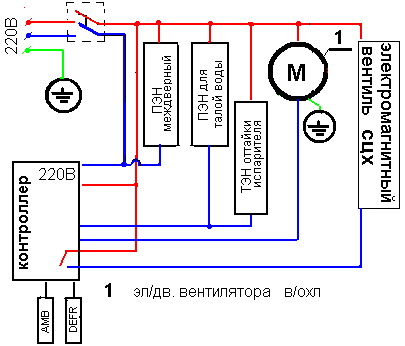 220В
ПЭН
междверный
ПЭН для
талой воды
ТЭН оттайки
испарителя
М
1
электромагнитный
вентиль сцх
контроллер
220В
AMB
DEFR
1 эл/дв. вентилятора в/охл